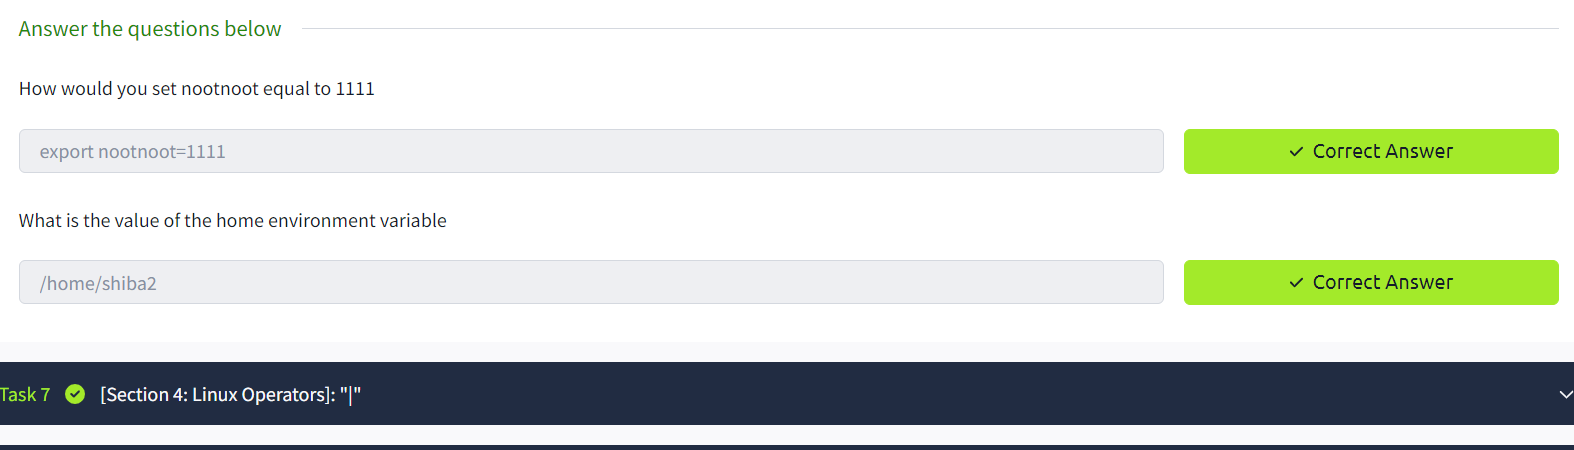 Answer the questions below
How would you set nootnoot equal to 1111
export nootnoot=1111
Correct Answer
What is the value of the home environment variable
/home/shiba2
Correct Answer
Task 7 [Section 4: Linux Operators]: "|"